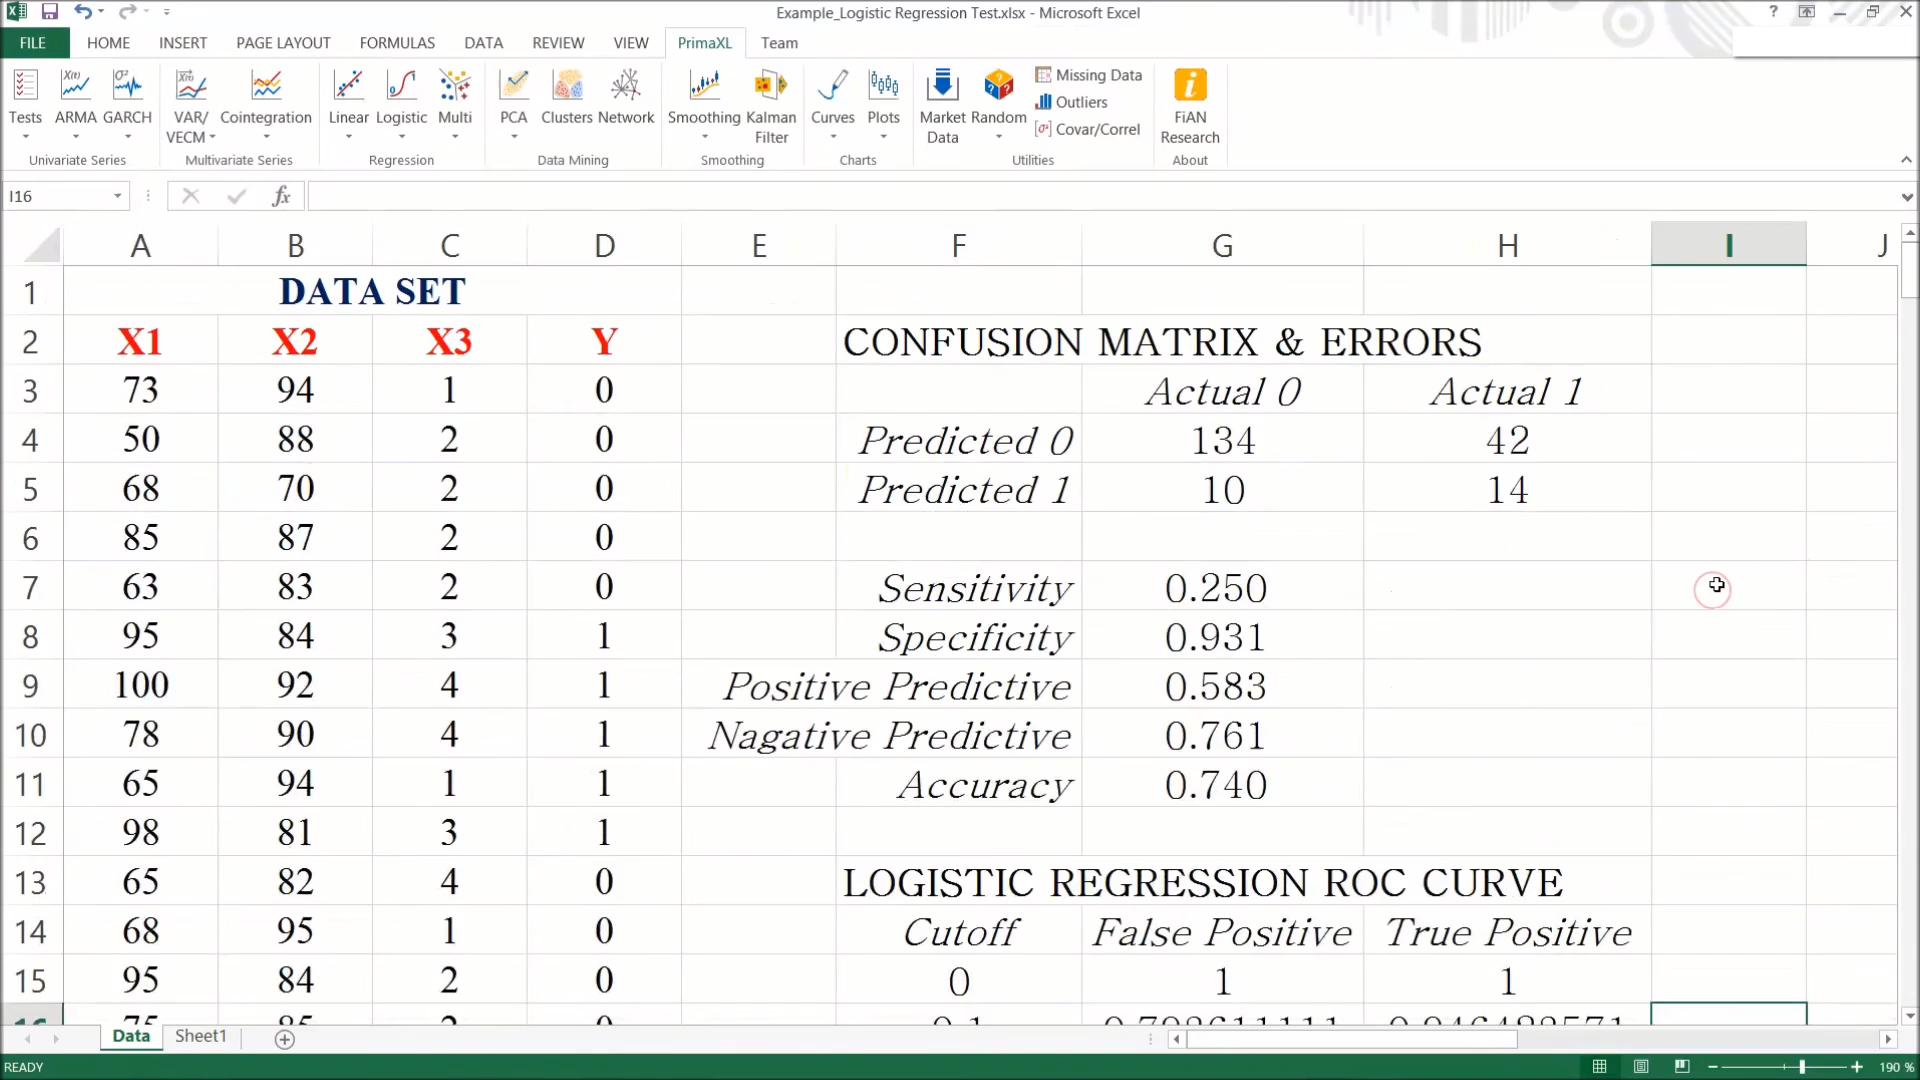 Example_Logistic Regression Test.xlsx - Microsoft Excel
?
FILE HOME INSERT PAGE LAYOUT FORMULAS DATA REVIEW VIEW PrimaXL Team
Tests ARMA GARCH VAR/ VECM Cointegration Linear Logistic Multi PCA Clusters Network Smoothing Kalman Filter Curves Plots Market Data Random Missing Data Outliers Covar/Correl FiAN Research
Univariate Series Multivariate Series Regression Data Mining Smoothing Charts Utilities About
I16 fx
A B C D E F G H I J
1 DATA SET
2 X1 X2 X3 Y CONFUSION MATRIX & ERRORS
3 73 94 1 0 Actual 0 Actual 1
4 50 88 2 0 Predicted 0 134 42
5 68 70 2 0 Predicted 1 10 14
6 85 87 2 0
7 63 83 2 0 Sensitivity 0.250
8 95 84 3 1 Specificity 0.931
9 100 92 4 1 Positive Predictive 0.583
10 78 90 4 1 Nagative Predictive 0.761
11 65 94 1 1 Accuracy 0.740
12 98 81 3 1
13 65 82 4 0 LOGISTIC REGRESSION ROC CURVE
14 68 95 1 0 Cutoff False Positive True Positive
15 95 84 2 0 0 1 1
Data Sheet1
READY 190 %